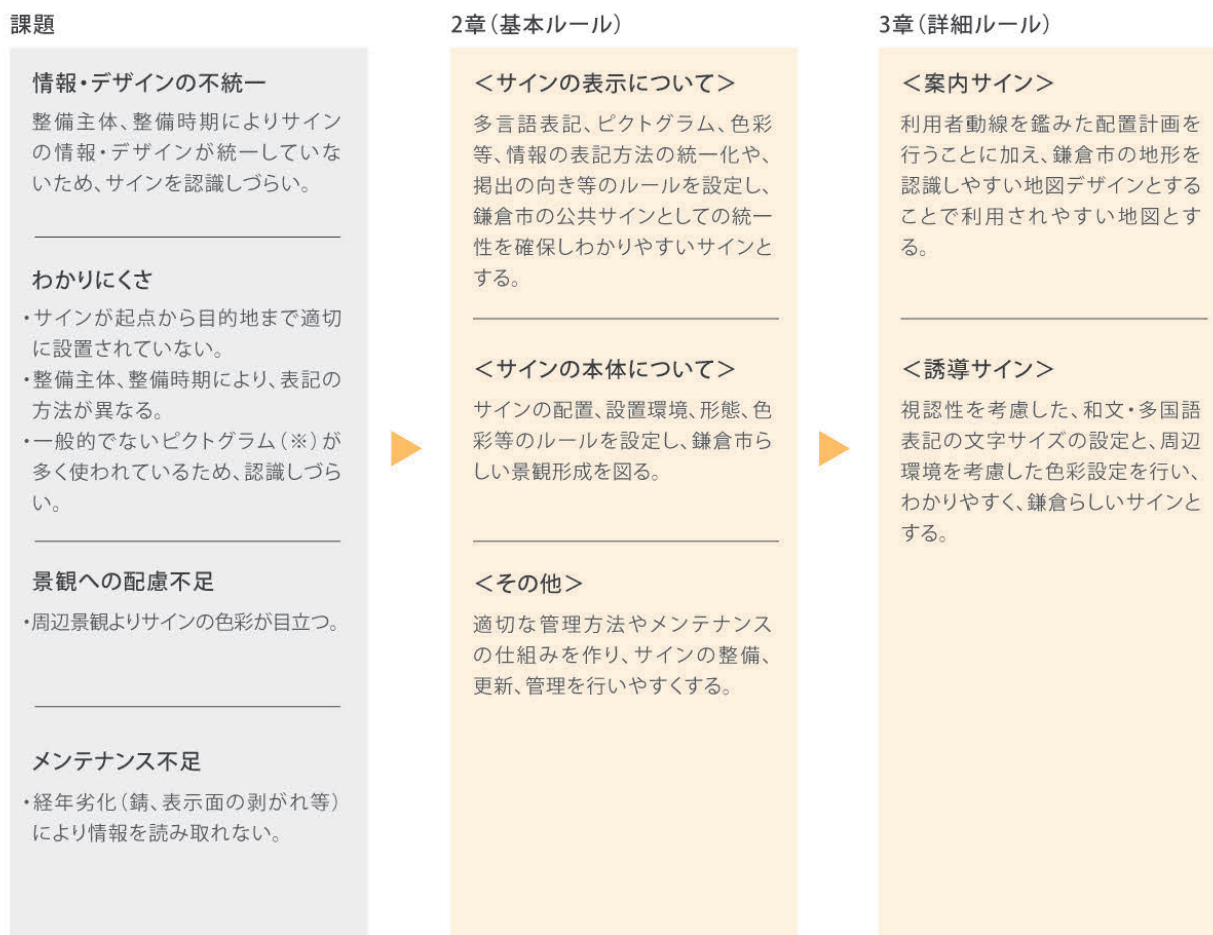 課題
情報・デザインの不統一
整備主体、整備時期によりサイン
の情報・デザインが統一していな
いため、サインを認識しづらい。
わかりにくさ
・サインが起点から目的地まで適切
に設置されていない。
・整備主体、整備時期により、表記の
方法が異なる。
・一般的でないピクトグラム(※)が
多く使われているため、認識しづら
い。
景観への配慮不足
・周辺景観よりサインの色彩が目立つ。
メンテナンス不足
・経年劣化(錆、表示面の剥がれ等)
により情報を読み取れない。
2章(基本ルール)
<サインの表示について>
多言語表記、ピクトグラム、色彩
等、情報の表記方法の統一化や、
掲出の向き等のルールを設定し、
鎌倉市の公共サインとしての統一
性を確保しわかりやすいサインと
する。
<サインの本体について>
サインの配置、設置環境、形態、色
彩等のルールを設定し、鎌倉市ら
しい景観形成を図る。
<その他>
適切な管理方法やメンテナンス
の仕組みを作り、サインの整備、
更新、管理を行いやすくする。
3章(詳細ルール)
<案内サイン>
利用者動線を鑑みた配置計画を
行うことに加え、鎌倉市の地形を
認識しやすい地図デザインとする
ことで利用されやすい地図とす
る。
<誘導サイン>
視認性を考慮した、和文・多国語
表記の文字サイズの設定と、周辺
環境を考慮した色彩設定を行い、
わかりやすく、鎌倉らしいサインと
する。